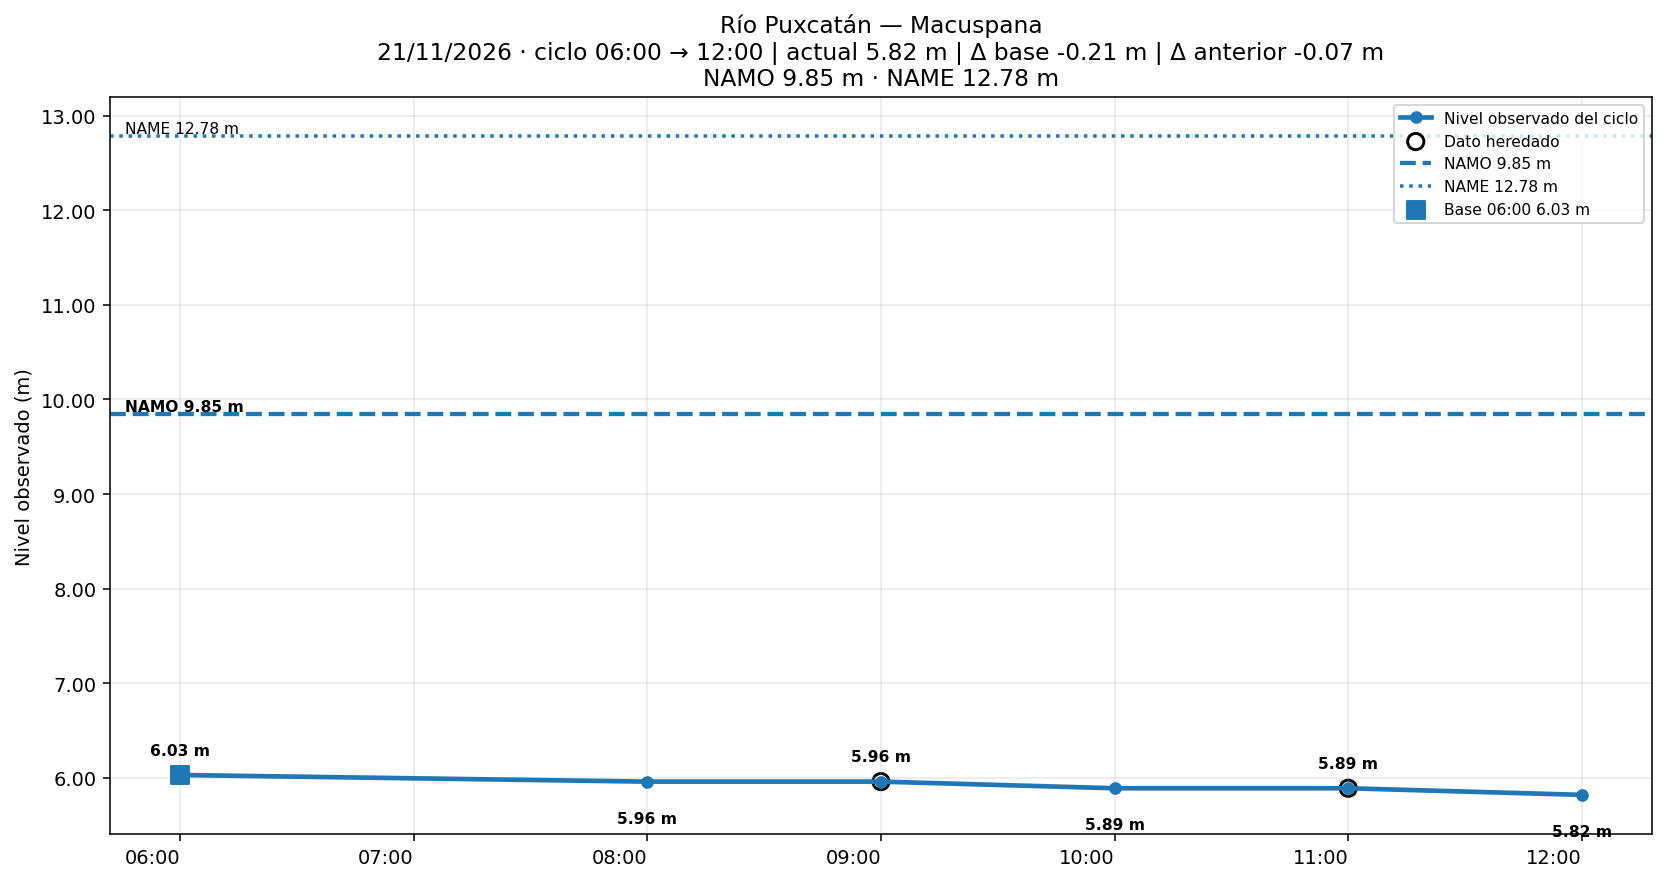 Río Puxcatán — Macuspana
21/11/2026 · ciclo 06:00 → 12:00 | actual 5.82 m | Δ base -0.21 m | Δ anterior -0.07 m
NAMO 9.85 m · NAME 12.78 m
Nivel observado (m)
13.00
12.00
11.00
10.00
9.00
8.00
7.00
6.00
NAME 12.78 m
NAMO 9.85 m
Nivel observado del ciclo
Dato heredado
NAMO 9.85 m
NAME 12.78 m
Base 06:00 6.03 m
6.03 m
5.96 m
5.96 m
5.89 m
5.89 m
5.82 m
06:00
07:00
08:00
09:00
10:00
11:00
12:00